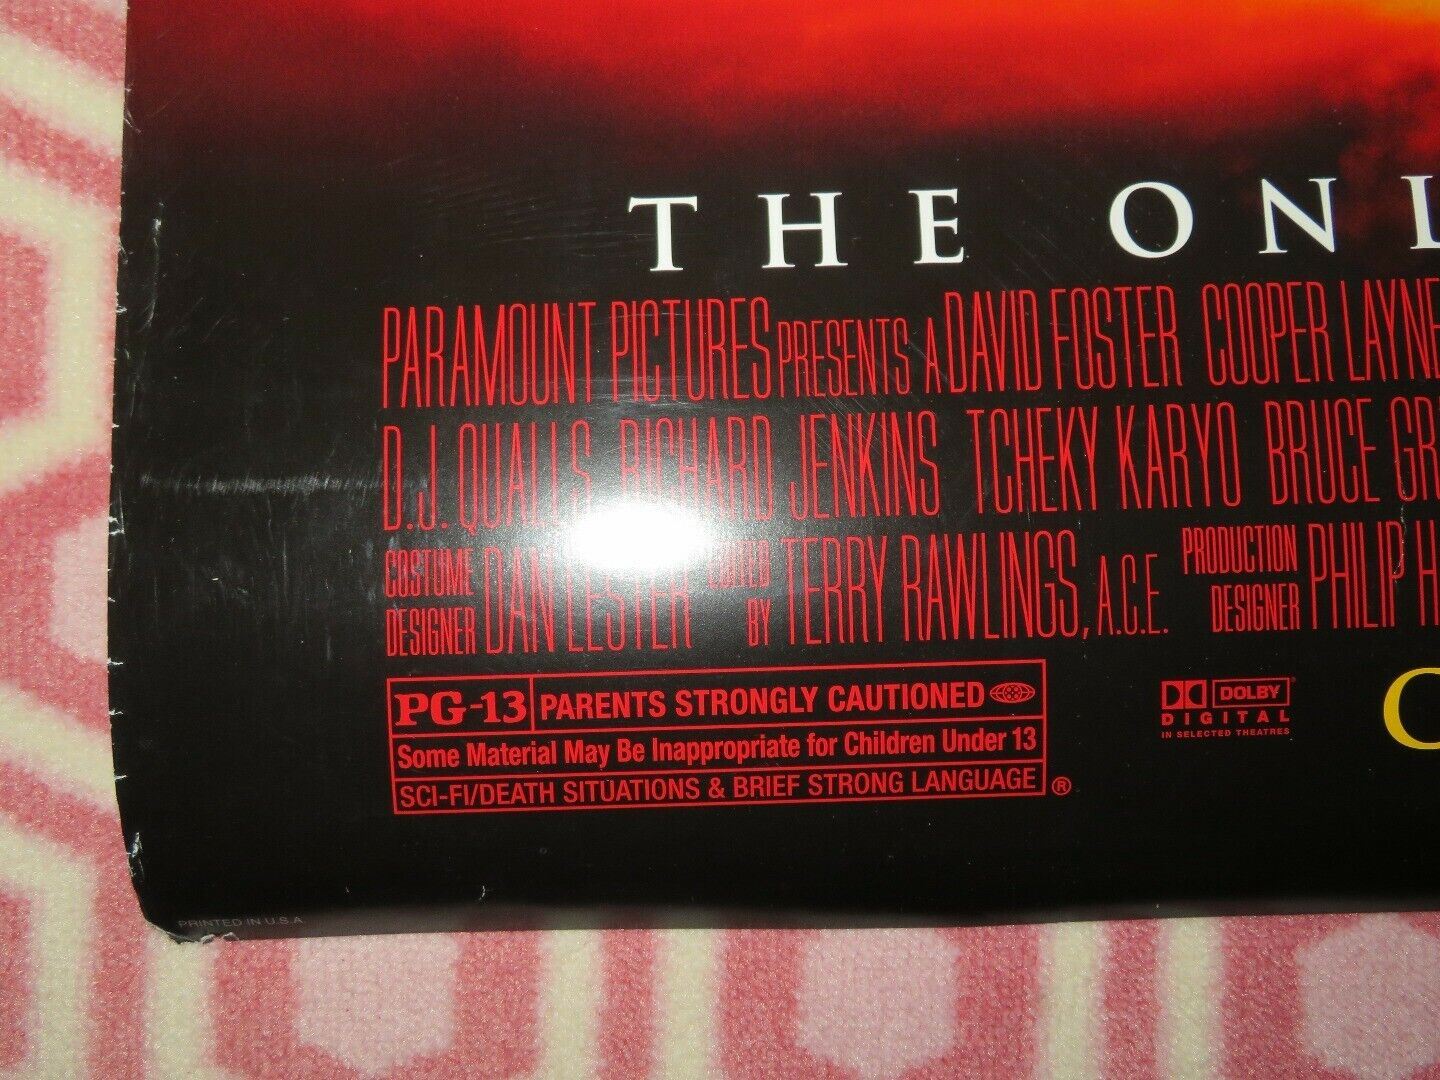 THE ONL
PARAMOUNT PICTURES PRESENTS A DAVID FOSTER COOPER LAYNE
D.J. QUALLS RICHARD JENKINS TCHEKY KARYO BRUCE GR
COSTUME DESIGNER DAN LESTER EDITED BY TERRY RAWLINGS, A.C.E. PRODUCTION DESIGNER PHILIP H
PG-13 PARENTS STRONGLY CAUTIONED
Some Material May Be Inappropriate for Children Under 13
SCI-FI/DEATH SITUATIONS & BRIEF STRONG LANGUAGE ®
DOLBY
DIGITAL
IN SELECTED THEATRES
C
PRINTED IN U.S.A